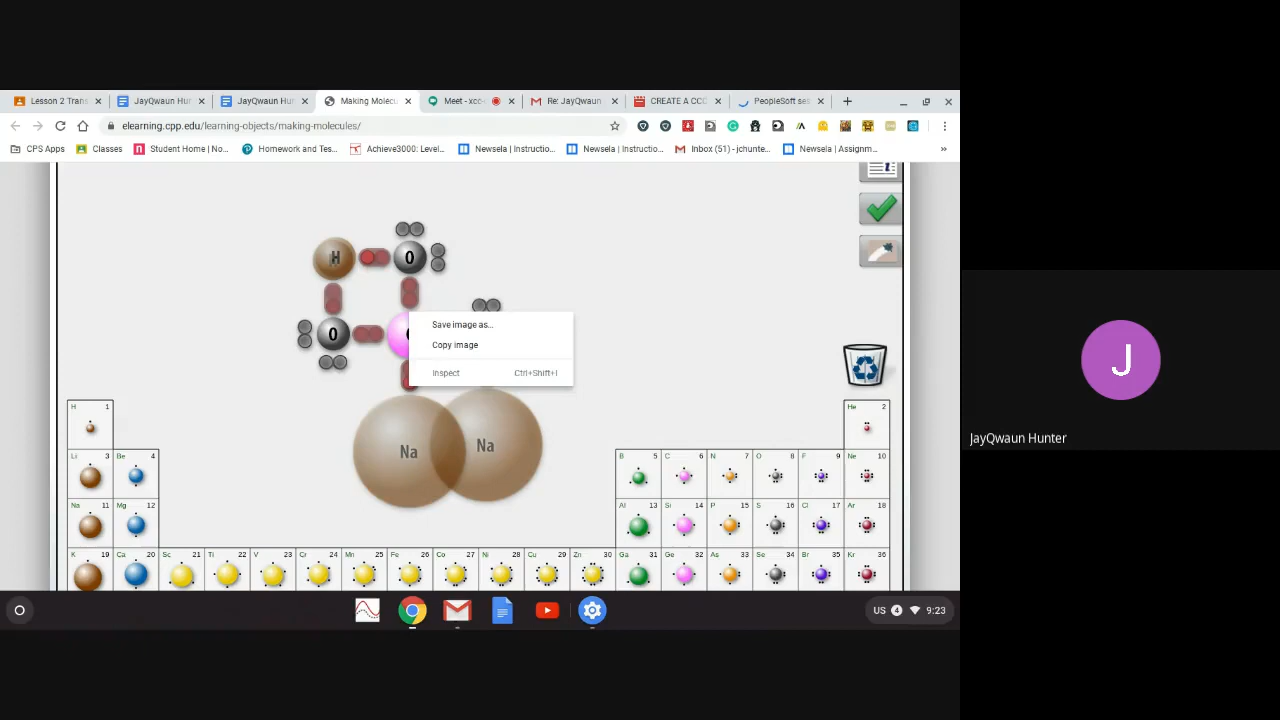 Lesson 2 Trans
JayQwaun Hun
JayQwaun Hun
Making Molecu
Meet - xcc-
Re: JayQwaun
CREATE A CCC
PeopleSoft se
elearning.cpp.edu/learning-objects/making-molecules/
CPS Apps
Classes
Student Home | No...
Homework and Tes...
Achieve3000: Level...
Newsela | Instructio...
Newsela | Instructio...
Inbox (51) - jchunte...
Newsela | Assignm...
»
H
O
O
Save image as...
Copy image
Inspect Ctrl+Shift+I
Na
Na
H 1
He 2
Li 3
Be 4
B 5
C 6
N 7
O 8
F 9
Ne 10
Na 11
Mg 12
Al 13
Si 14
P 15
S 16
Cl 17
Ar 18
K 19
Ca 20
Sc 21
Ti 22
V 23
Cr 24
Mn 25
Fe 26
Co 27
Ni 28
Cu 29
Zn 30
Ga 31
Ge 32
As 33
Se 34
Br 35
Kr 36
US 4 9:23
J
JayQwaun Hunter